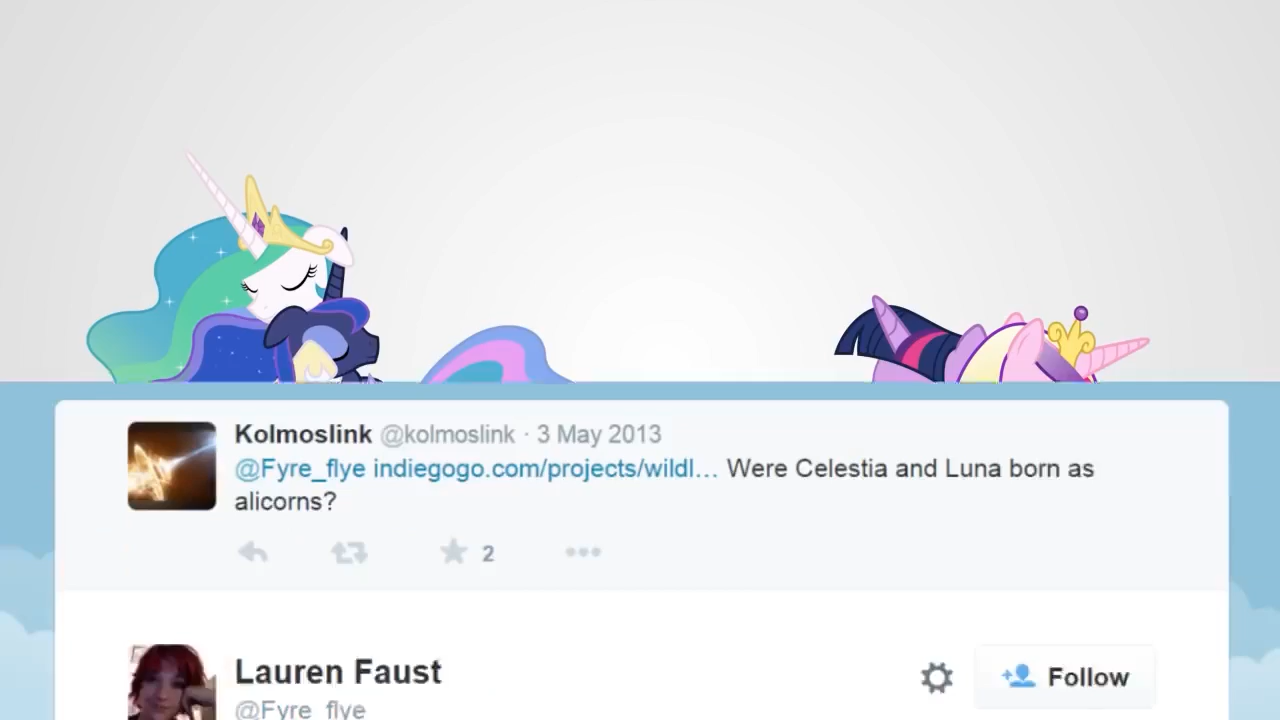 Kolmoslink @kolmoslink · 3 May 2013
@Fyre_flye indiegogo.com/projects/wildl... Were Celestia and Luna born as
alicorns?
2
Lauren Faust
Follow
@Fyre_flye